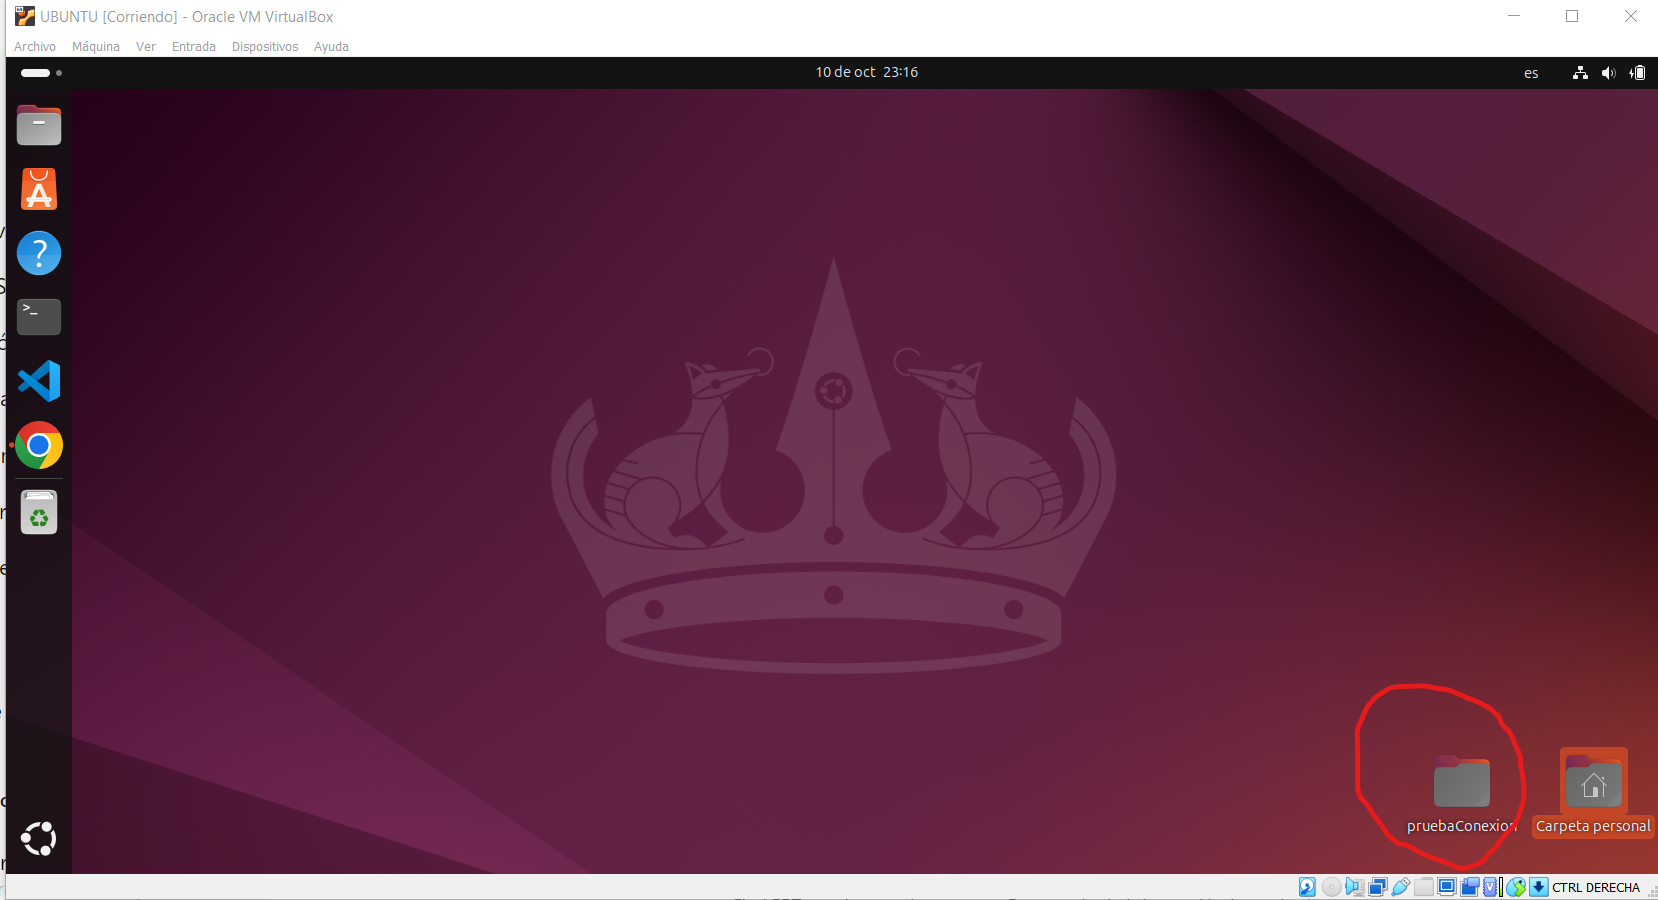 UBUNTU [Corriendo] - Oracle VM VirtualBox
Archivo Máquina Ver Entrada Dispositivos Ayuda
10 de oct 23:16
es
pruebaConexion
Carpeta personal
CTRL DERECHA